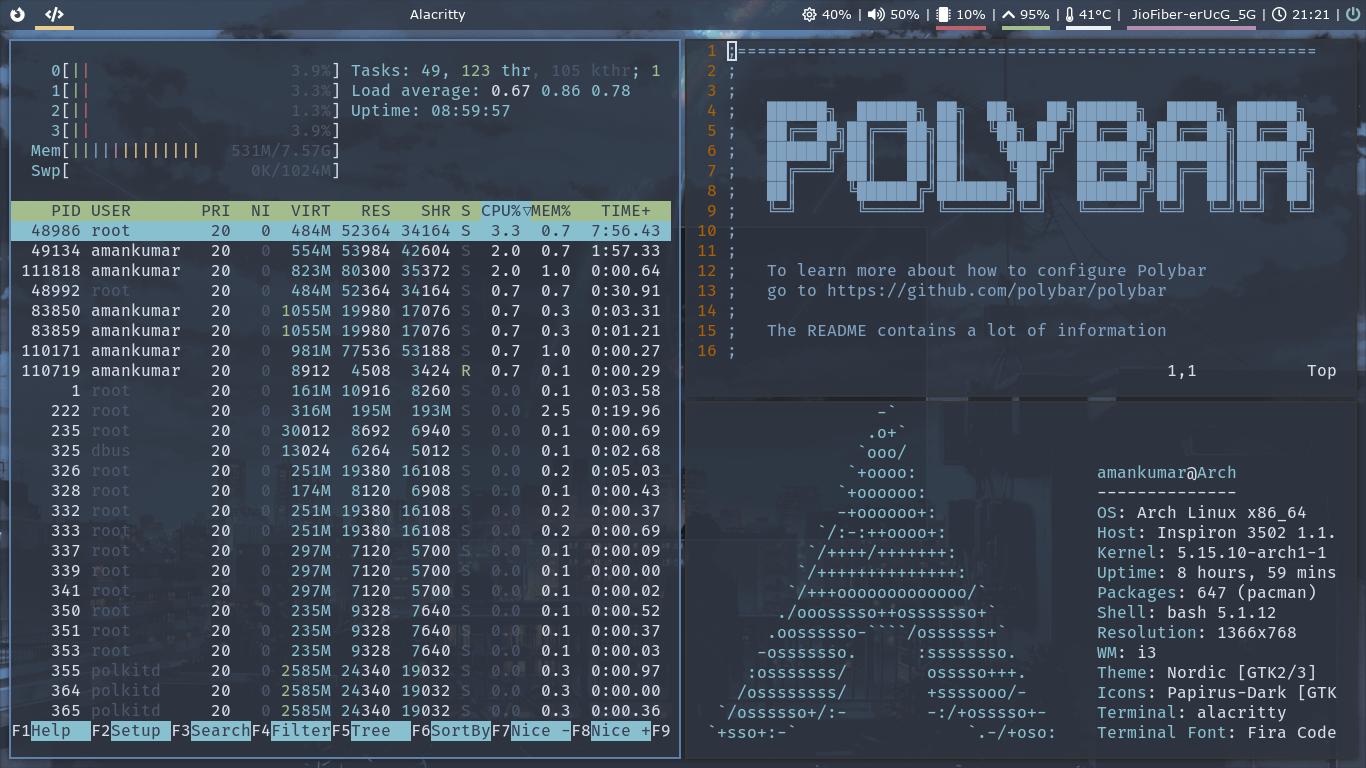 Alacritty
40% | 50% | 10% | 95% | 41°C | JioFiber-erUcG_5G | 21:21 |
0[|| 3.9%] Tasks: 49, 123 thr, 105 kthr; 1
1[|| 3.3%] Load average: 0.67 0.86 0.78
2[|| 1.3%] Uptime: 08:59:57
3[|| 3.9%]
Mem[||||||||||||| 531M/7.57G]
Swp[ 0K/1024M]
PID USER PRI NI VIRT RES SHR S CPU%▽MEM% TIME+
48986 root 20 0 484M 52364 34164 S 3.3 0.7 7:56.43
49134 amankumar 20 0 554M 53984 42604 S 2.0 0.7 1:57.33
111818 amankumar 20 0 823M 80300 35372 S 2.0 1.0 0:00.64
48992 root 20 0 484M 52364 34164 S 0.7 0.7 0:30.91
83850 amankumar 20 0 1055M 19980 17076 S 0.7 0.3 0:03.31
83859 amankumar 20 0 1055M 19980 17076 S 0.7 0.3 0:01.21
110171 amankumar 20 0 981M 77536 53188 S 0.7 1.0 0:00.27
110719 amankumar 20 0 8912 4508 3424 R 0.7 0.1 0:00.29
1 root 20 0 161M 10916 8260 S 0.0 0.1 0:03.58
222 root 20 0 316M 195M 193M S 0.0 2.5 0:19.96
235 root 20 0 30012 8692 6940 S 0.0 0.1 0:00.69
325 dbus 20 0 13024 6264 5012 S 0.0 0.1 0:02.68
326 root 20 0 251M 19380 16108 S 0.0 0.2 0:05.03
328 root 20 0 174M 8120 6908 S 0.0 0.1 0:00.43
332 root 20 0 251M 19380 16108 S 0.0 0.2 0:00.37
333 root 20 0 251M 19380 16108 S 0.0 0.2 0:00.69
337 root 20 0 297M 7120 5700 S 0.0 0.1 0:00.09
339 root 20 0 297M 7120 5700 S 0.0 0.1 0:00.00
341 root 20 0 297M 7120 5700 S 0.0 0.1 0:00.02
350 root 20 0 235M 9328 7640 S 0.0 0.1 0:00.52
351 root 20 0 235M 9328 7640 S 0.0 0.1 0:00.37
353 root 20 0 235M 9328 7640 S 0.0 0.1 0:00.03
355 polkitd 20 0 2585M 24340 19032 S 0.0 0.3 0:00.97
364 polkitd 20 0 2585M 24340 19032 S 0.0 0.3 0:00.00
365 polkitd 20 0 2585M 24340 19032 S 0.0 0.3 0:00.36
F1Help F2Setup F3SearchF4FilterF5Tree F6SortByF7Nice -F8Nice +F9
1 ;==========================================================
2 ;
3 ;
4 ;
5 ;
6 ; POLYBAR
7 ;
8 ;
9 ;
10 ;
11 ;
12 ; To learn more about how to configure Polybar
13 ; go to https://github.com/polybar/polybar
14 ;
15 ; The README contains a lot of information
16 ;
1,1 Top
-`
.o+`
`ooo/
`+oooo:
`+oooooo:
-+oooooo+:
`/:-:++oooo+:
`/++++/+++++++:
`/++++++++++++++:
`/+++ooooooooooooo/`
./ooosssso++osssssso+`
.oossssso-````/ossssss+`
-osssssso. :ssssssso.
:osssssss/ osssso+++.
/ossssssss/ +ssssooo/-
`/ossssso+/:- -:/+osssso+-
`+sso+:-` `.-/+oso:
amankumar@Arch
--------------
OS: Arch Linux x86_64
Host: Inspiron 3502 1.1.
Kernel: 5.15.10-arch1-1
Uptime: 8 hours, 59 mins
Packages: 647 (pacman)
Shell: bash 5.1.12
Resolution: 1366x768
WM: i3
Theme: Nordic [GTK2/3]
Icons: Papirus-Dark [GTK
Terminal: alacritty
Terminal Font: Fira Code